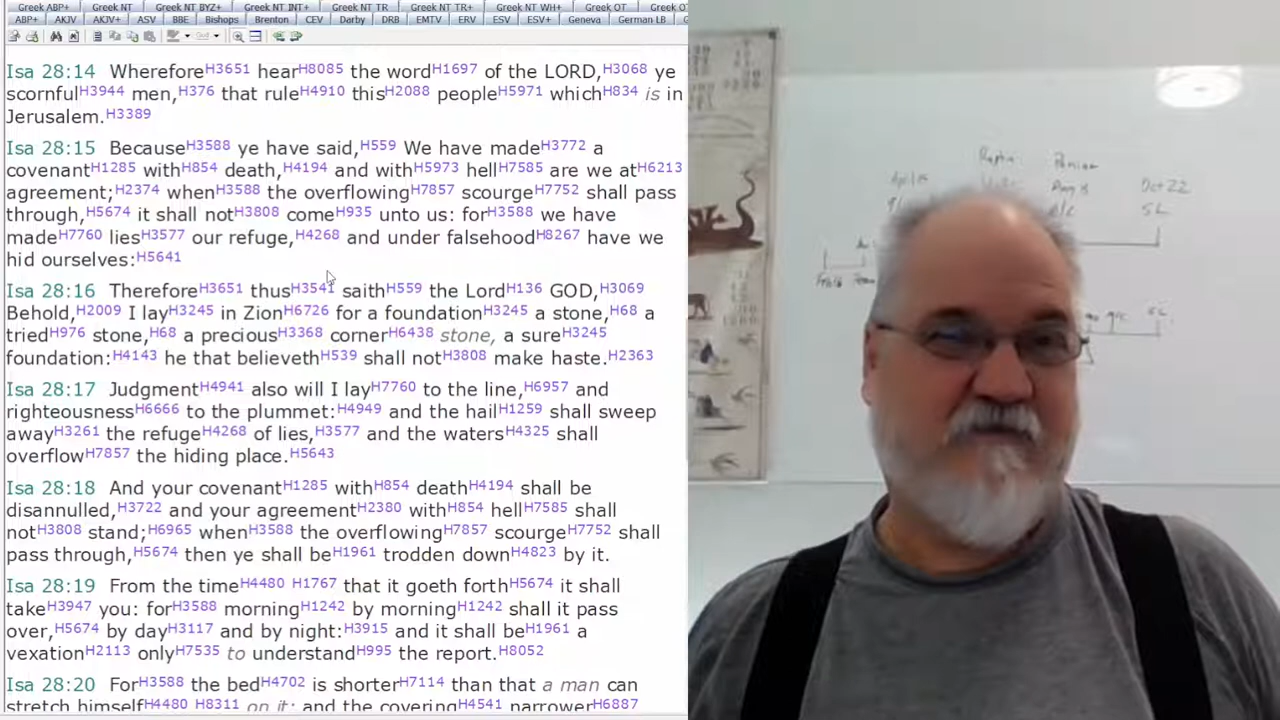 Greek ABP+ Greek NT Greek NT BYZ+ Greek NT INT+ Greek NT TR Greek NT TR+ Greek NT WH+ Greek OT
ABP+ AKJV AKJV+ ASV BBE Bishops Brenton CEV Darby DRB EMTV ERV ESV ESV+ Geneva German LB
Isa 28:14 WhereforeH3651 hearH8085 the wordH1697 of the LORD,H3068 ye
scornfulH3944 men,H376 that ruleH4910 thisH2088 peopleH5971 whichH834 is in
Jerusalem.H3389
Isa 28:15 BecauseH3588 ye have said,H559 We have madeH3772 a
covenantH1285 withH854 death,H4194 and withH5973 hellH7585 are we atH6213
agreement;H2374 whenH3588 the overflowingH7857 scourgeH7752 shall pass
through,H5674 it shall notH3808 comeH935 unto us: forH3588 we have
madeH7760 liesH3577 our refuge,H4268 and under falsehoodH8267 have we
hid ourselves:H5641
Isa 28:16 ThereforeH3651 thusH3541 saithH559 the LordH136 GOD,H3069
Behold,H2009 I layH3245 in ZionH6726 for a foundationH3245 a stone,H68 a
triedH976 stone,H68 a preciousH3368 cornerH6438 stone, a sureH3245
foundation:H4143 he that believethH539 shall notH3808 make haste.H2363
Isa 28:17 JudgmentH4941 also will I layH7760 to the line,H6957 and
righteousnessH6666 to the plummet:H4949 and the hailH1259 shall sweep
awayH3261 the refugeH4268 of lies,H3577 and the watersH4325 shall
overflowH7857 the hiding place.H5643
Isa 28:18 And your covenantH1285 withH854 deathH4194 shall be
disannulled,H3722 and your agreementH2380 withH854 hellH7585 shall
notH3808 stand;H6965 whenH3588 the overflowingH7857 scourgeH7752 shall
pass through,H5674 then ye shall beH1961 trodden downH4823 by it.
Isa 28:19 From the timeH4480 H1767 that it goeth forthH5674 it shall
takeH3947 you: forH3588 morningH1242 by morningH1242 shall it pass
over,H5674 by dayH3117 and by night:H3915 and it shall beH1961 a
vexationH2113 onlyH7535 to understandH995 the report.H8052
Isa 28:20 ForH3588 the bedH4702 is shorterH7114 than that a man can
stretch himselfH4480 H8311 on it: and the coveringH4541 narrowerH6887
Oct 22